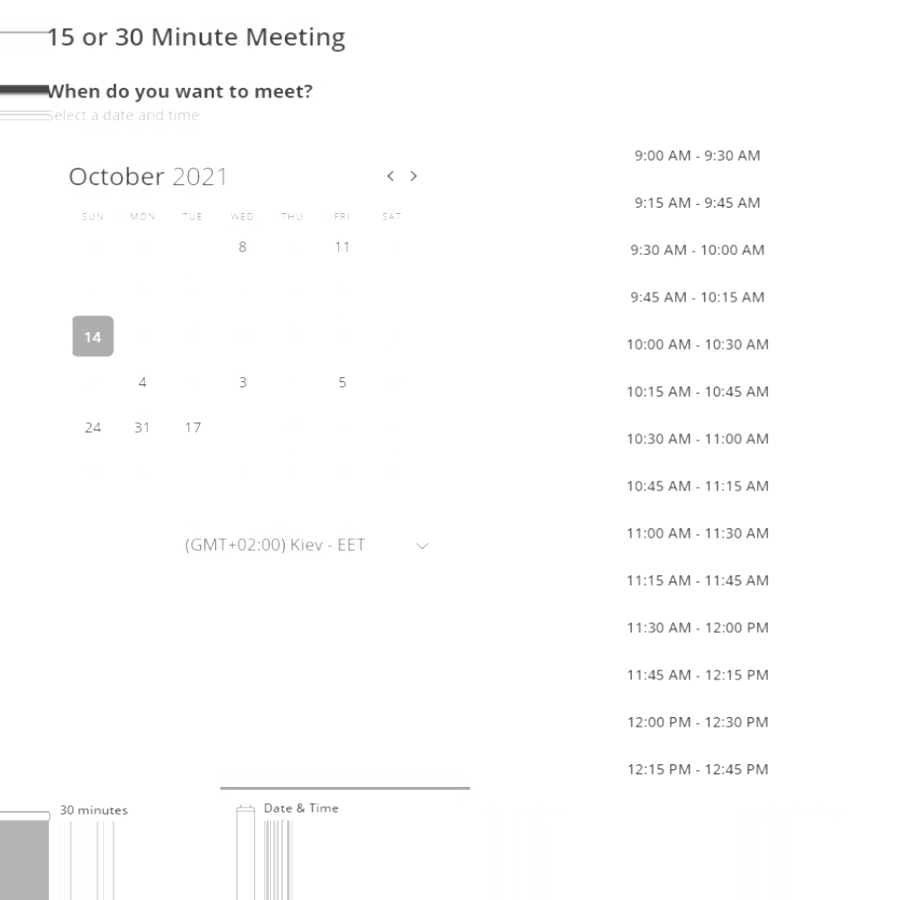 15 or 30 Minute Meeting
When do you want to meet?
Select a date and time
October 2021
SUN MON TUE WED THU FRI SAT
8 11
14
4 3 5
24 31 17
(GMT+02:00) Kiev - EET
9:00 AM - 9:30 AM
9:15 AM - 9:45 AM
9:30 AM - 10:00 AM
9:45 AM - 10:15 AM
10:00 AM - 10:30 AM
10:15 AM - 10:45 AM
10:30 AM - 11:00 AM
10:45 AM - 11:15 AM
11:00 AM - 11:30 AM
11:15 AM - 11:45 AM
11:30 AM - 12:00 PM
11:45 AM - 12:15 PM
12:00 PM - 12:30 PM
12:15 PM - 12:45 PM
30 minutes
Date & Time